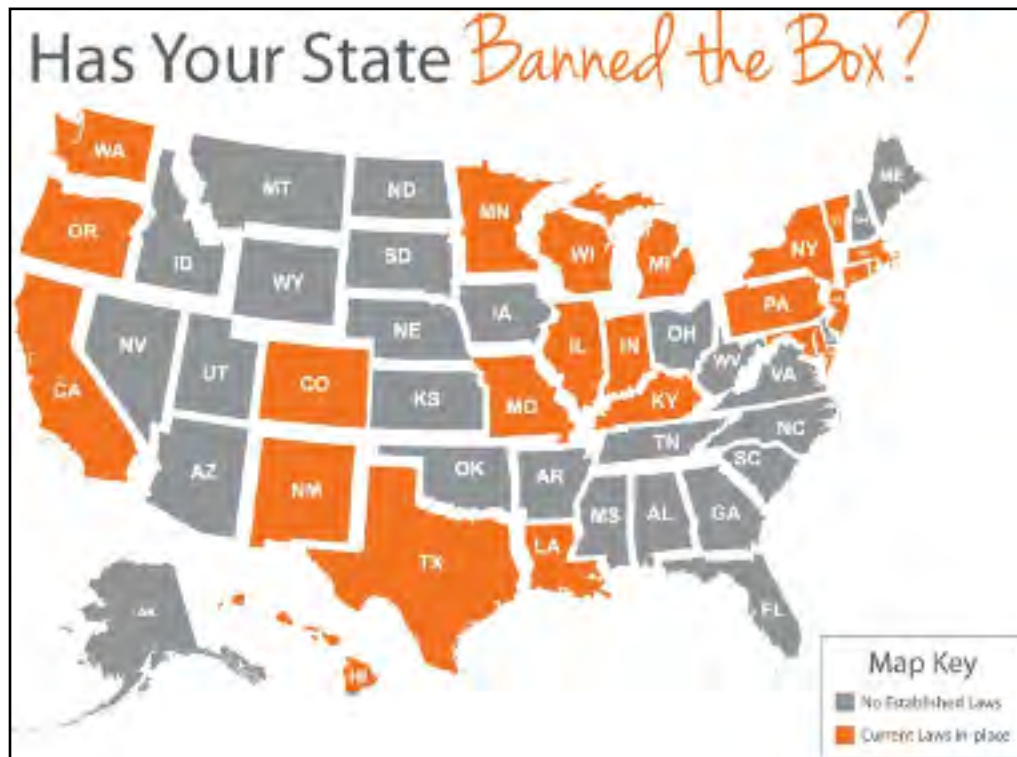 Has Your State Banned the Box?
WA
MT
ND
MN
ME
OR
ID
SD
WI
MI
NY
WY
IA
PA
NE
NV
UT
CO
KS
IL
IN
OH
WV
VA
CA
MO
KY
AZ
NM
OK
AR
TN
NC
SC
MS
AL
GA
TX
LA
FL
AK
HI
Map Key
No Established Laws
Current Laws in-place